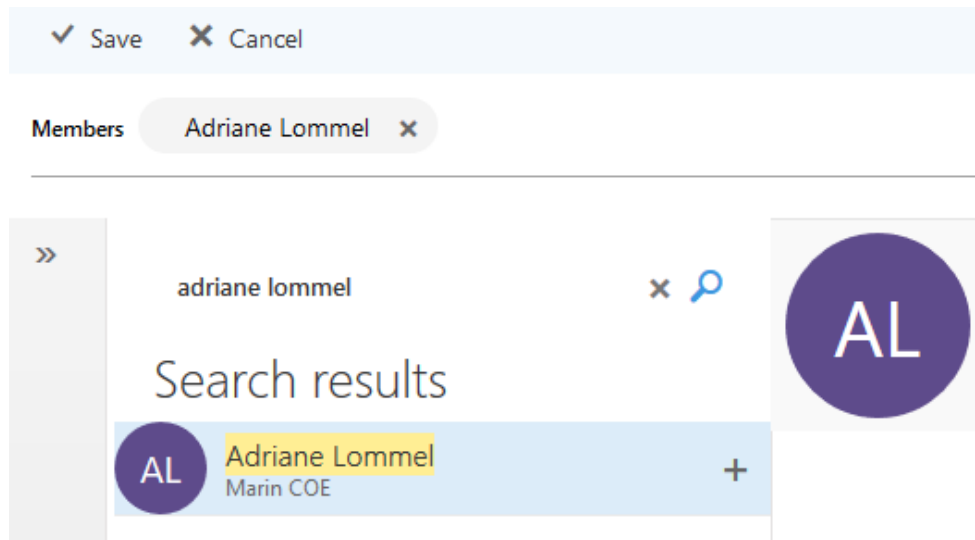 Save Cancel
Members Adriane Lommel
adriane lommel
AL
Search results
AL
Adriane Lommel
Marin COE